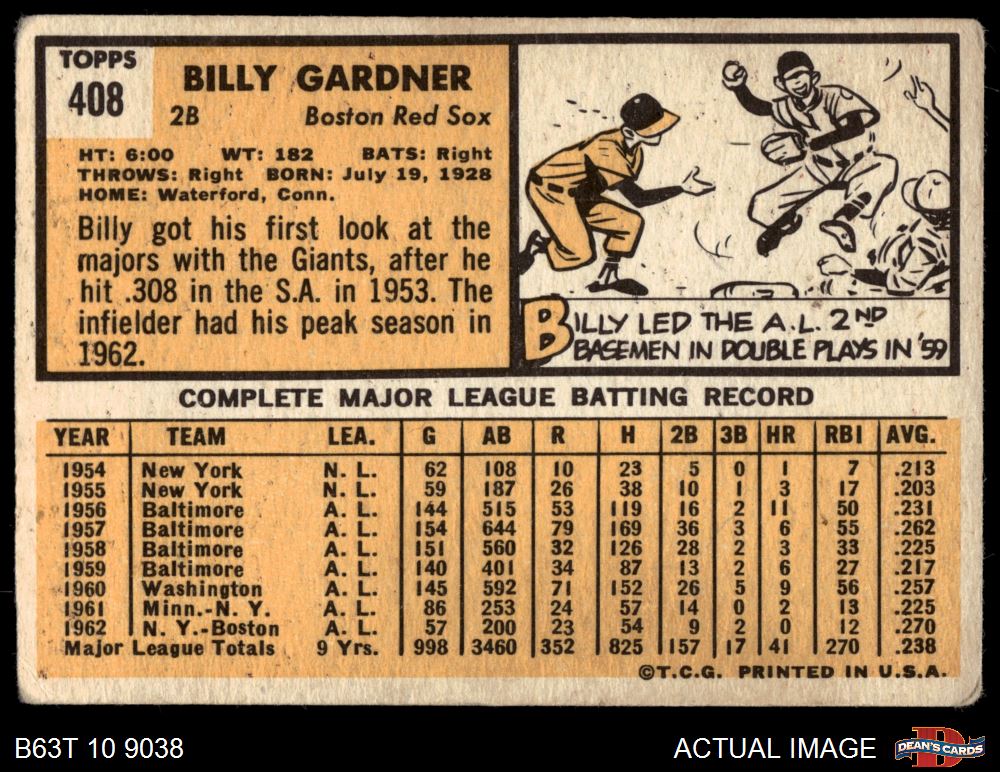 TOPPS
408
BILLY GARDNER
2B Boston Red Sox
HT: 6:00 WT: 182 BATS: Right
THROWS: Right BORN: July 19, 1928
HOME: Waterford, Conn.
Billy got his first look at the
majors with the Giants, after he
hit .308 in the S.A. in 1953. The
infielder had his peak season in
1962.
BILLY LED THE A.L. 2ND
BASEMEN IN DOUBLE PLAYS IN '59
COMPLETE MAJOR LEAGUE BATTING RECORD
YEAR TEAM LEA. G AB R H 2B 3B HR RBI AVG.
1954 New York N. L. 62 108 10 23 5 0 1 7 .213
1955 New York N. L. 59 187 26 38 10 1 3 17 .203
1956 Baltimore A. L. 144 515 53 119 16 2 11 50 .231
1957 Baltimore A. L. 154 644 79 169 36 3 6 55 .262
1958 Baltimore A. L. 151 560 32 126 28 2 3 33 .225
1959 Baltimore A. L. 140 401 34 87 13 2 6 27 .217
1960 Washington A. L. 145 592 71 152 26 5 9 56 .257
1961 Minn.-N. Y. A. L. 86 253 24 57 14 0 2 13 .225
1962 N. Y.-Boston A. L. 57 200 23 54 9 2 0 12 .270
Major League Totals 9 Yrs. 998 3460 352 825 157 17 41 270 .238
©T.C.G. PRINTED IN U.S.A.
B63T 10 9038 ACTUAL IMAGE DEAN'S CARDS